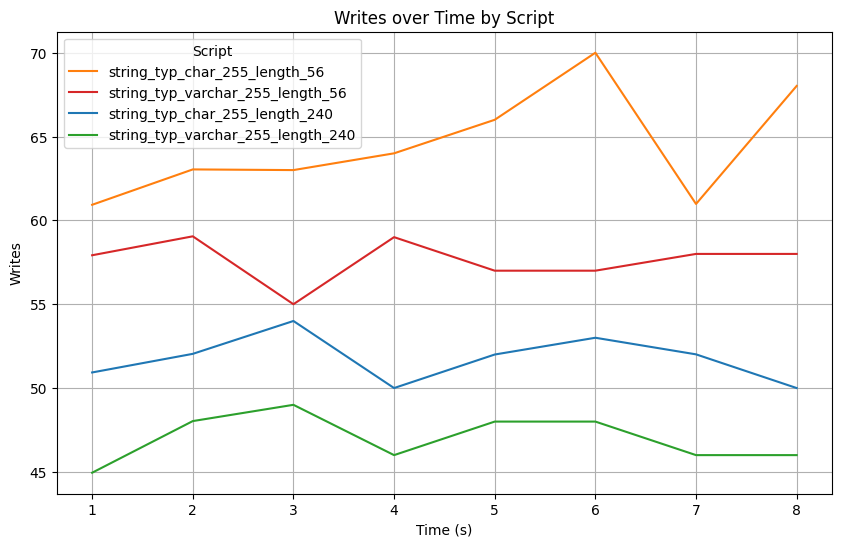 Writes over Time by Script
Script
string_typ_char_255_length_56
string_typ_varchar_255_length_56
string_typ_char_255_length_240
string_typ_varchar_255_length_240
Writes
70
65
60
55
50
45
1 2 3 4 5 6 7 8
Time (s)